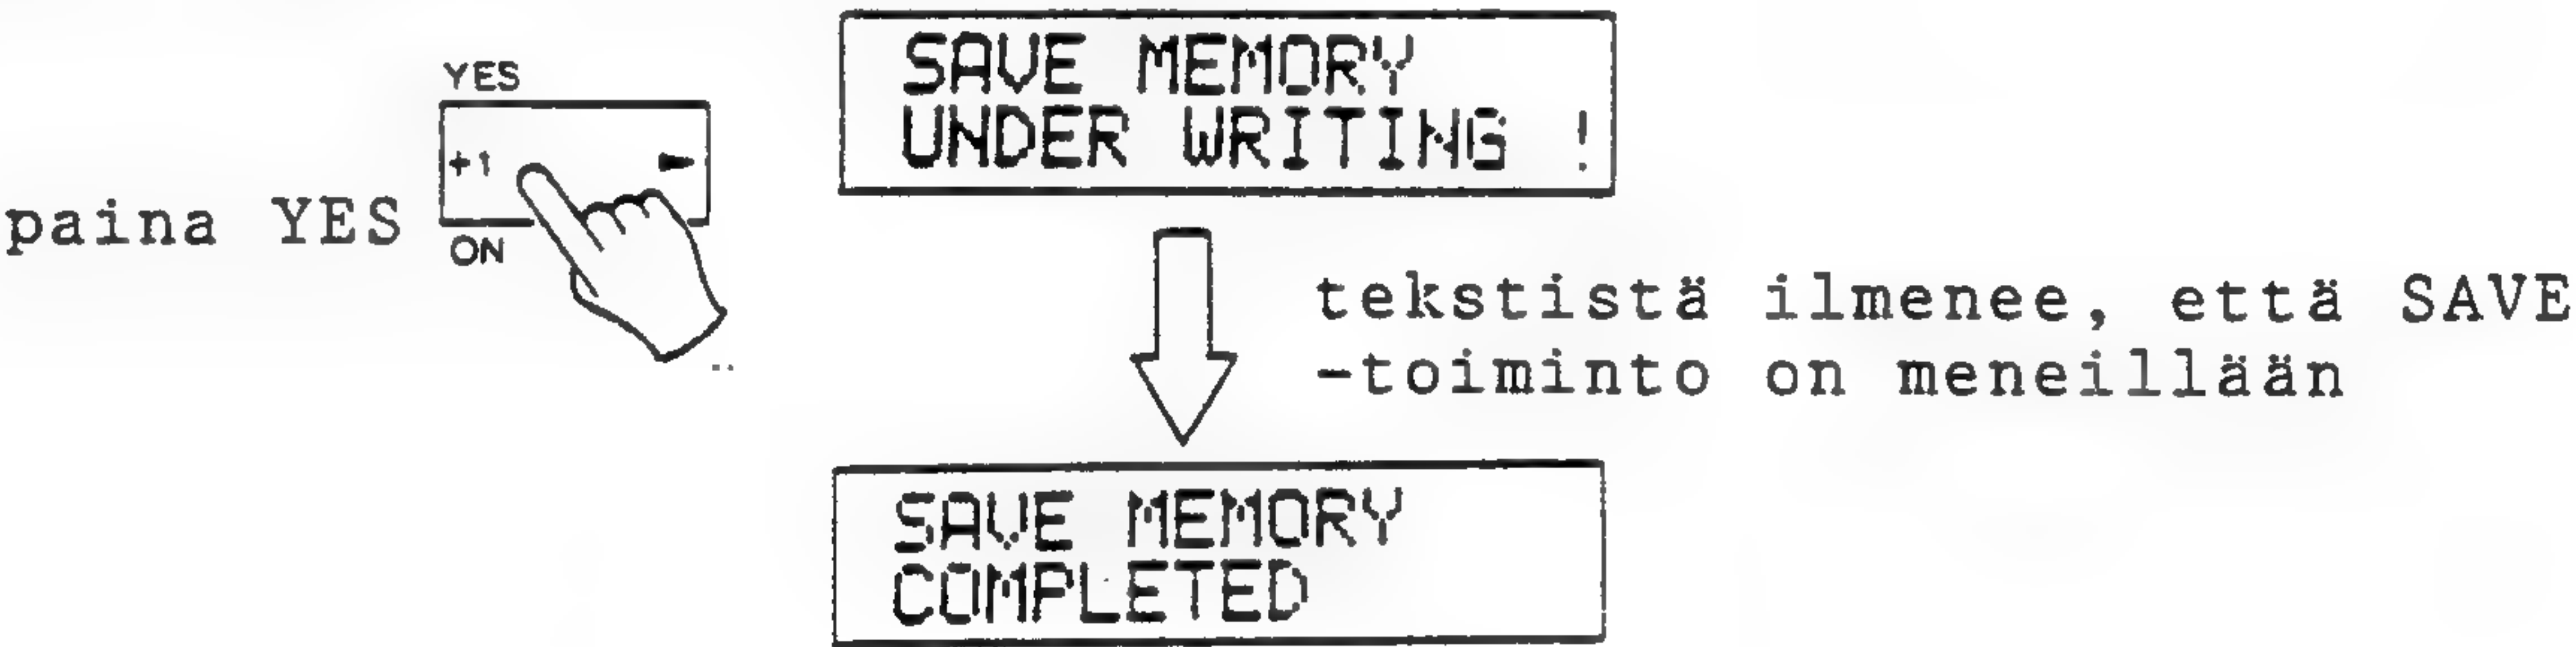 YES
+1
paina YES
ON
SAVE MEMORY
UNDER WRITING !
tekstistä ilmenee, että SAVE
-toiminto on meneillään
SAVE MEMORY
COMPLETED